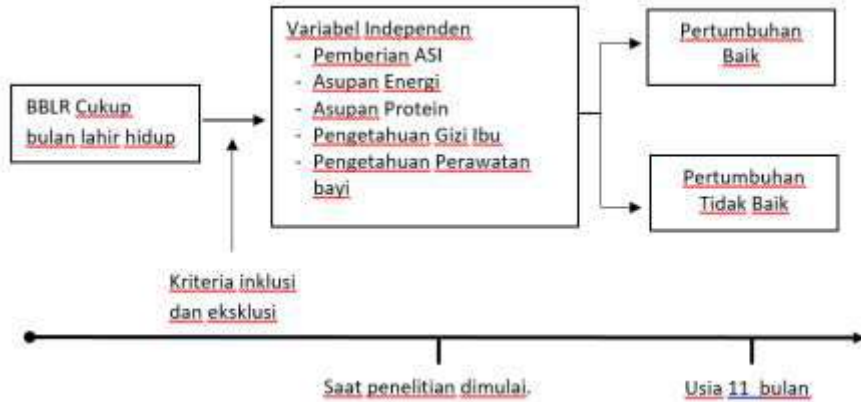 BBLR Cukup
bulan lahir hidup
Variabel Independen
- Pemberian ASI
- Asupan Energi
- Asupan Protein
- Pengetahuan Gizi Ibu
- Pengetahuan Perawatan
bayi
Pertumbuhan
Baik
Pertumbuhan
Tidak Baik
Kriteria inklusi
dan eksklusi
Saat penelitian dimulai.
Usia 11 bulan